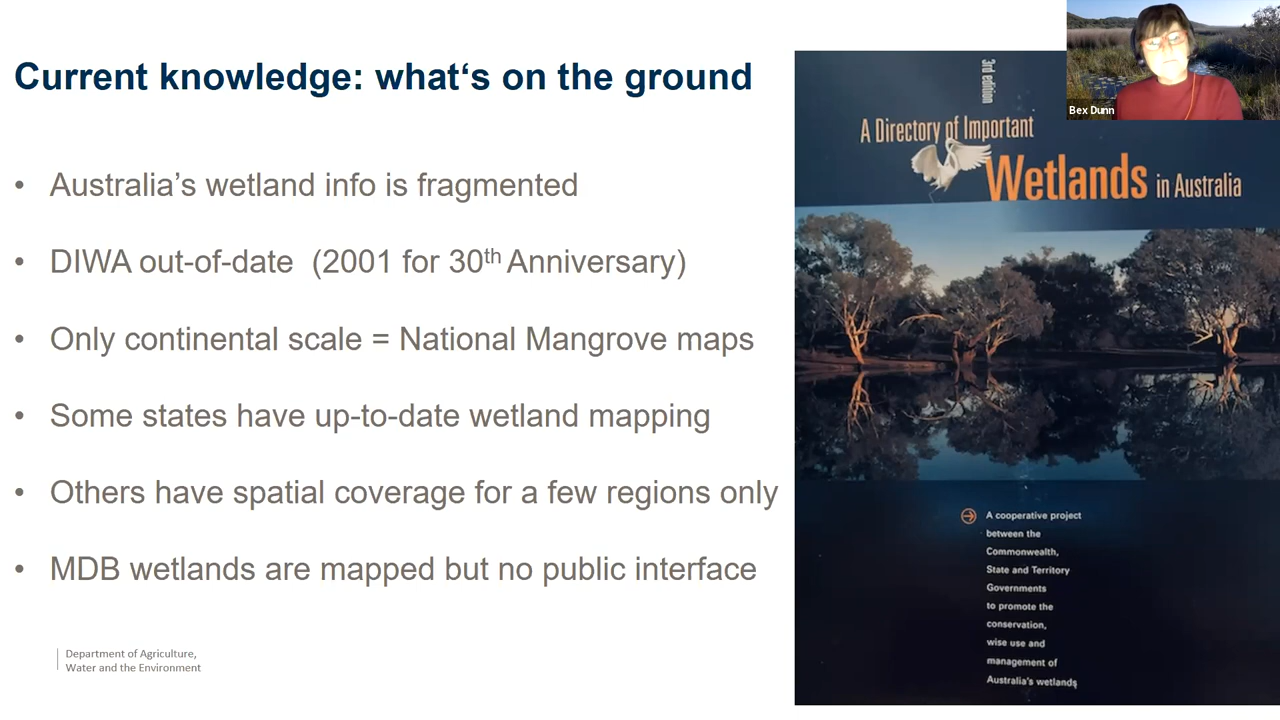 Current knowledge: what‘s on the ground
• Australia’s wetland info is fragmented
• DIWA out-of-date (2001 for 30th Anniversary)
• Only continental scale = National Mangrove maps
• Some states have up-to-date wetland mapping
• Others have spatial coverage for a few regions only
• MDB wetlands are mapped but no public interface
Department of Agriculture,
Water and the Environment
3rd edition
A Directory of Important
Wetlands in Australia
A cooperative project
between the
Commonwealth,
State and Territory
Governments
to promote the
conservation,
wise use and
management of
Australia's wetlands
Bex Dunn